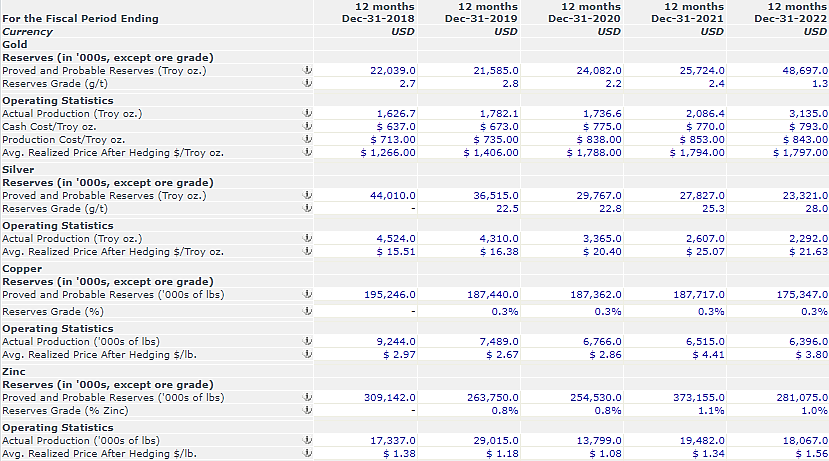 12 months 12 months 12 months 12 months 12 months
For the Fiscal Period Ending Dec-31-2018 Dec-31-2019 Dec-31-2020 Dec-31-2021 Dec-31-2022
Currency USD USD USD USD USD
Gold
Reserves (in '000s, except ore grade)
Proved and Probable Reserves (Troy oz.) 22,039.0 21,585.0 24,082.0 25,724.0 48,697.0
Reserves Grade (g/t) 2.7 2.8 2.2 2.4 1.3
Operating Statistics
Actual Production (Troy oz.) 1,626.7 1,782.1 1,736.6 2,086.4 3,135.0
Cash Cost/Troy oz. $ 637.0 $ 673.0 $ 775.0 $ 770.0 $ 793.0
Production Cost/Troy oz. $ 713.00 $ 735.00 $ 838.00 $ 853.00 $ 843.00
Avg. Realized Price After Hedging $/Troy oz. $ 1,266.00 $ 1,406.00 $ 1,788.00 $ 1,794.00 $ 1,797.00
Silver
Reserves (in '000s, except ore grade)
Proved and Probable Reserves (Troy oz.) 44,010.0 36,515.0 29,767.0 27,827.0 23,321.0
Reserves Grade (g/t) - 22.5 22.8 25.3 28.0
Operating Statistics
Actual Production (Troy oz.) 4,524.0 4,310.0 3,365.0 2,607.0 2,292.0
Avg. Realized Price After Hedging $/Troy oz. $ 15.51 $ 16.38 $ 20.40 $ 25.07 $ 21.63
Copper
Reserves (in '000s, except ore grade)
Proved and Probable Reserves ('000s of lbs) 195,246.0 187,440.0 187,362.0 187,717.0 175,347.0
Reserves Grade (%) - 0.3% 0.3% 0.3% 0.3%
Operating Statistics
Actual Production ('000s of lbs) 9,244.0 7,489.0 6,766.0 6,515.0 6,396.0
Avg. Realized Price After Hedging $/lb. $ 2.97 $ 2.67 $ 2.86 $ 4.41 $ 3.80
Zinc
Reserves (in '000s, except ore grade)
Proved and Probable Reserves ('000s of lbs) 309,142.0 263,750.0 254,530.0 373,155.0 281,075.0
Reserves Grade (% Zinc) - 0.8% 0.8% 1.1% 1.0%
Operating Statistics
Actual Production ('000s of lbs) 17,337.0 29,015.0 13,799.0 19,482.0 18,067.0
Avg. Realized Price After Hedging $/lb. $ 1.38 $ 1.18 $ 1.08 $ 1.34 $ 1.56